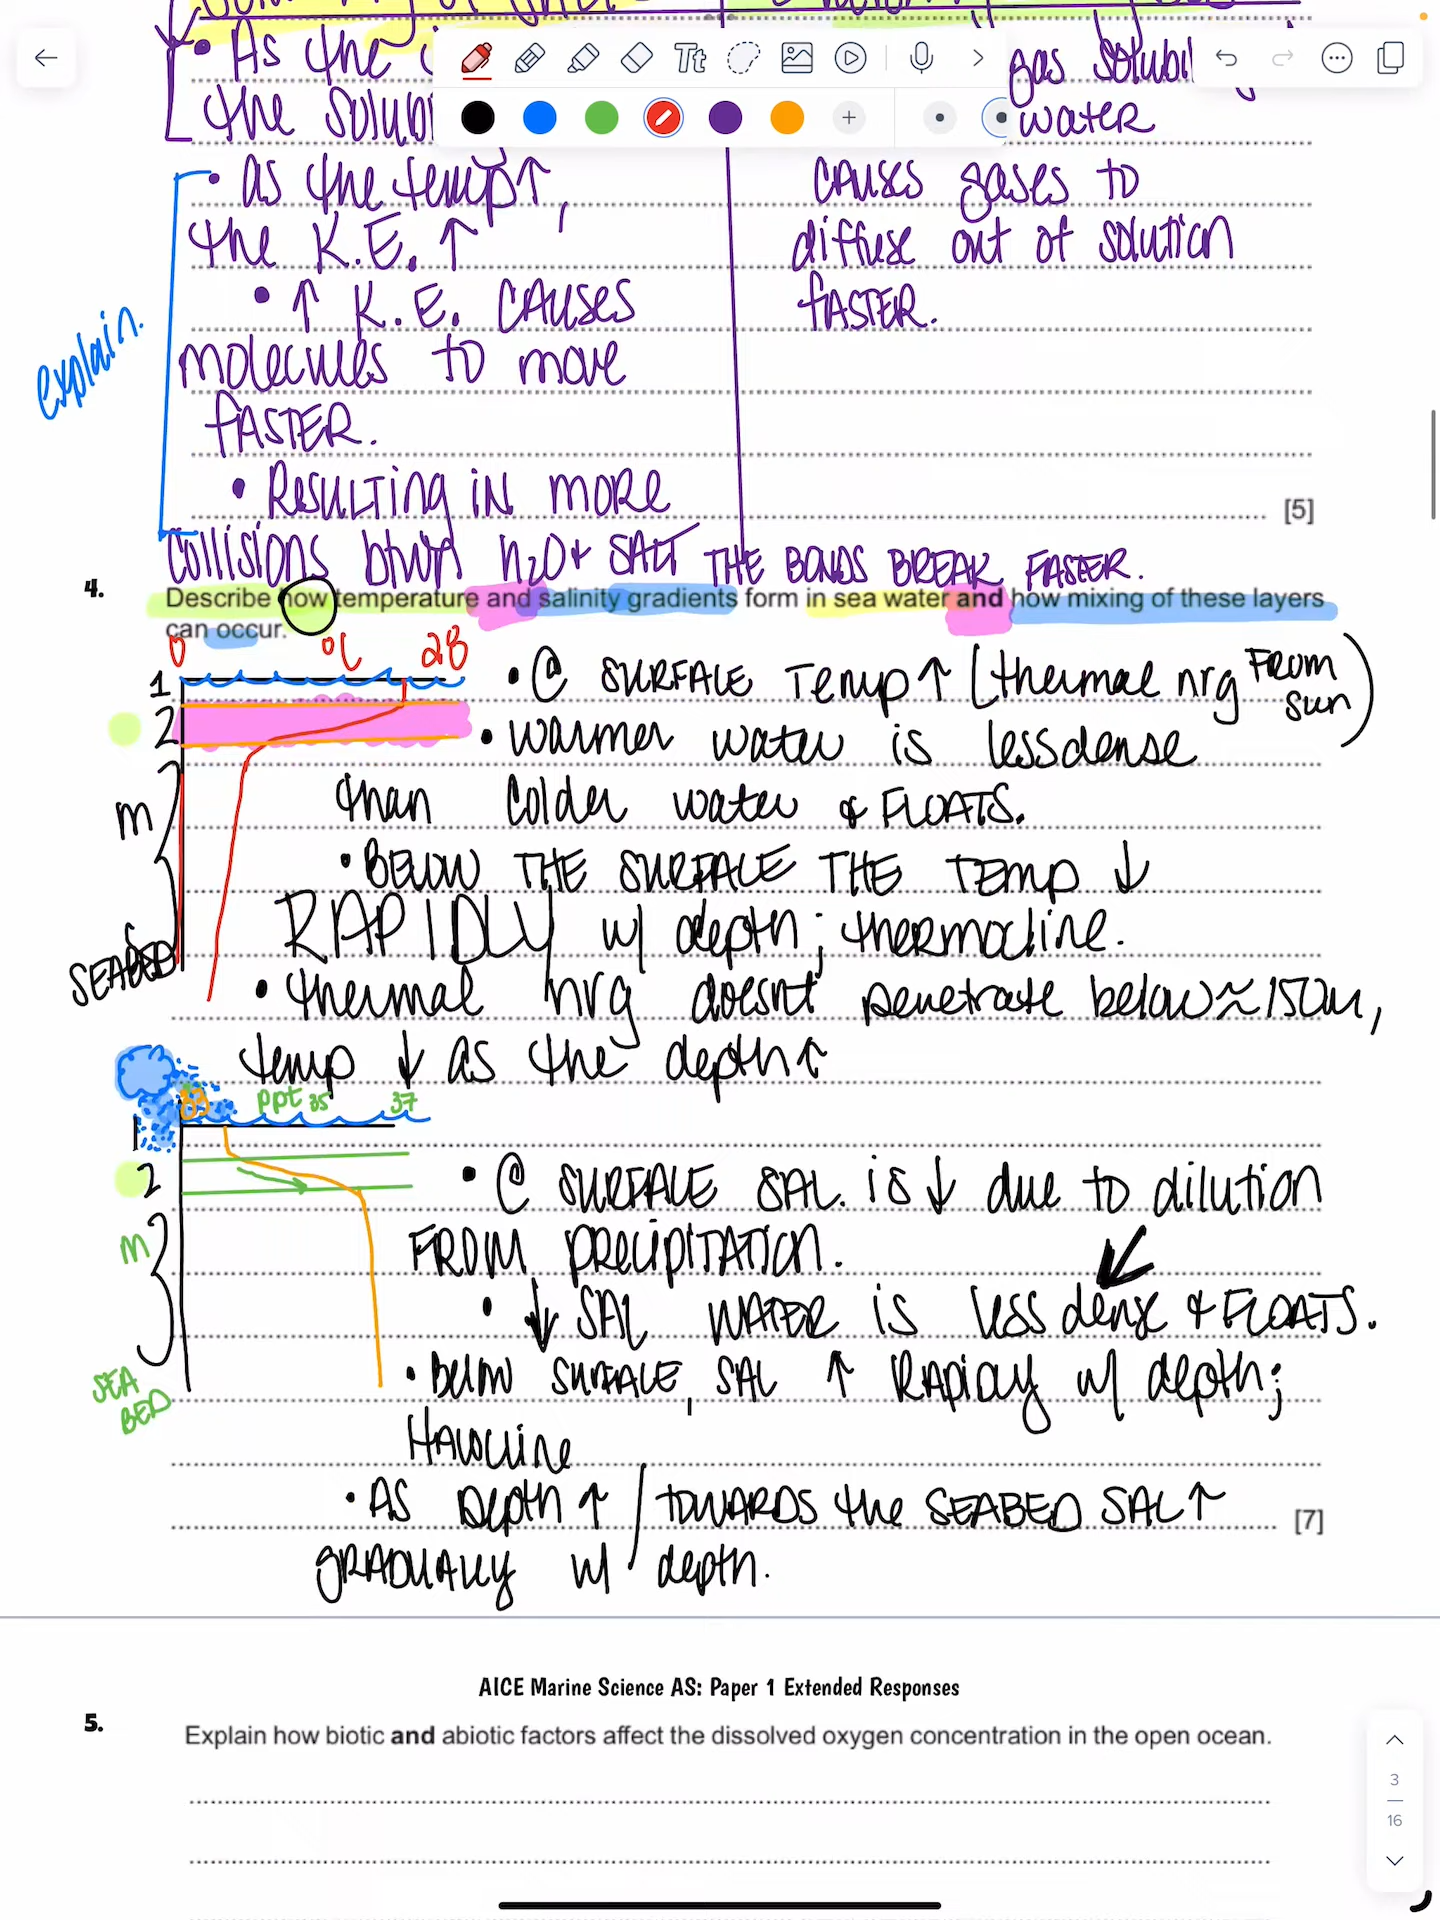 • As the
gas solubil
the solubi
water
• as the temp↑,
causes gases to
the K.E. ↑
diffuse out of solution
• ↑ K.E. causes
FASTER.
molecules to move
FASTER.
explain.
• Resulting in more
[5]
collisions btwn h2O + SALT THE BONDS BREAK FASTER.
4.
Describe how temperature and salinity gradients form in sea water and how mixing of these layers
can occur.
0 °C 28
1
• @ SURFACE Temp↑ (thermal nrg FROM sun)
2
• warmer water is less dense
than colder water & FLOATS.
m
• BELOW THE SURFACE THE TEMP ↓
RAPIDLY w/ depth; thermocline.
SEABED
• thermal nrg doesnt penetrate below ≈ 150m,
temp ↓ as the depth↑
33 ppt 35 37
1
2
• @ SURFACE SAL. is ↓ due to dilution
m
FROM PRECIPITATION.
• ↓ SAL WATER is less dense & FLOATS.
SEA BED
• Below SURFACE, SAL ↑ Rapidly w/ depth;
Halocline
• As Depth ↑ / TOWARDS the SEABED SAL↑
[7]
gradually w/ depth.
AICE Marine Science AS: Paper 1 Extended Responses
5.
Explain how biotic and abiotic factors affect the dissolved oxygen concentration in the open ocean.
Tt
3
16